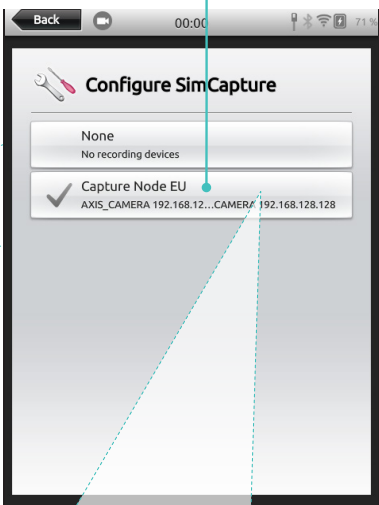 Back 00:00 71 %
Configure SimCapture
None
No recording devices
Capture Node EU
AXIS_CAMERA 192.168.12...CAMERA 192.168.128.128